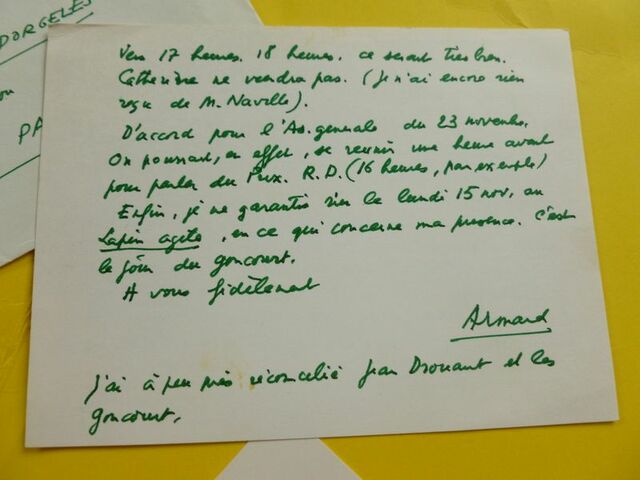 DORGELÈS
on
PA
Vers 17 heures. 18 heures, ce serait très bien.
Catherine ne viendra pas. (Je n'ai encore rien
reçu de M. Naville).
D'accord pour l'As. générale du 23 novembre.
On pourrait, en effet, se réunir une heure avant
pour parler du Prix. R.D. (16 heures, par exemple)
Enfin, je ne garantis rien le lundi 15 nov, au
Lapin agile, en ce qui concerne ma présence. C'est
le jour du goncourt.
A vous fidèlement
Armand
J'ai à peu près réconcilié Jean Drouant et les
goncourt.